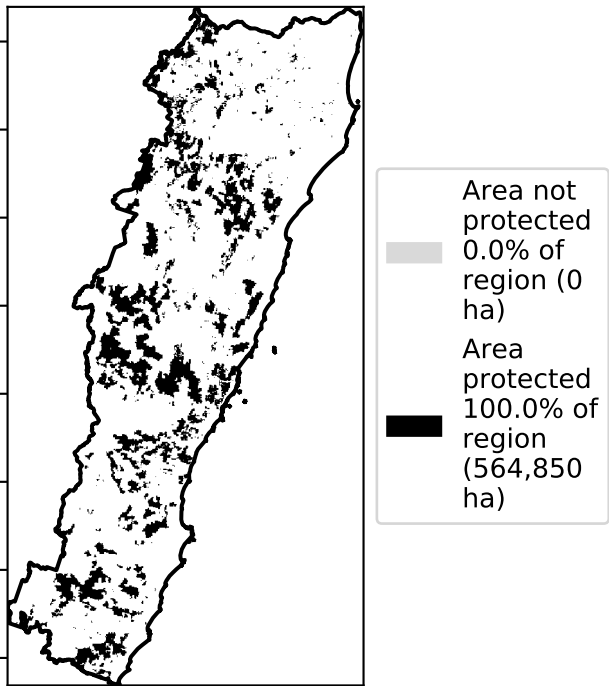 Area not
protected
0.0% of
region (0
ha)
Area
protected
100.0% of
region
(564,850
ha)